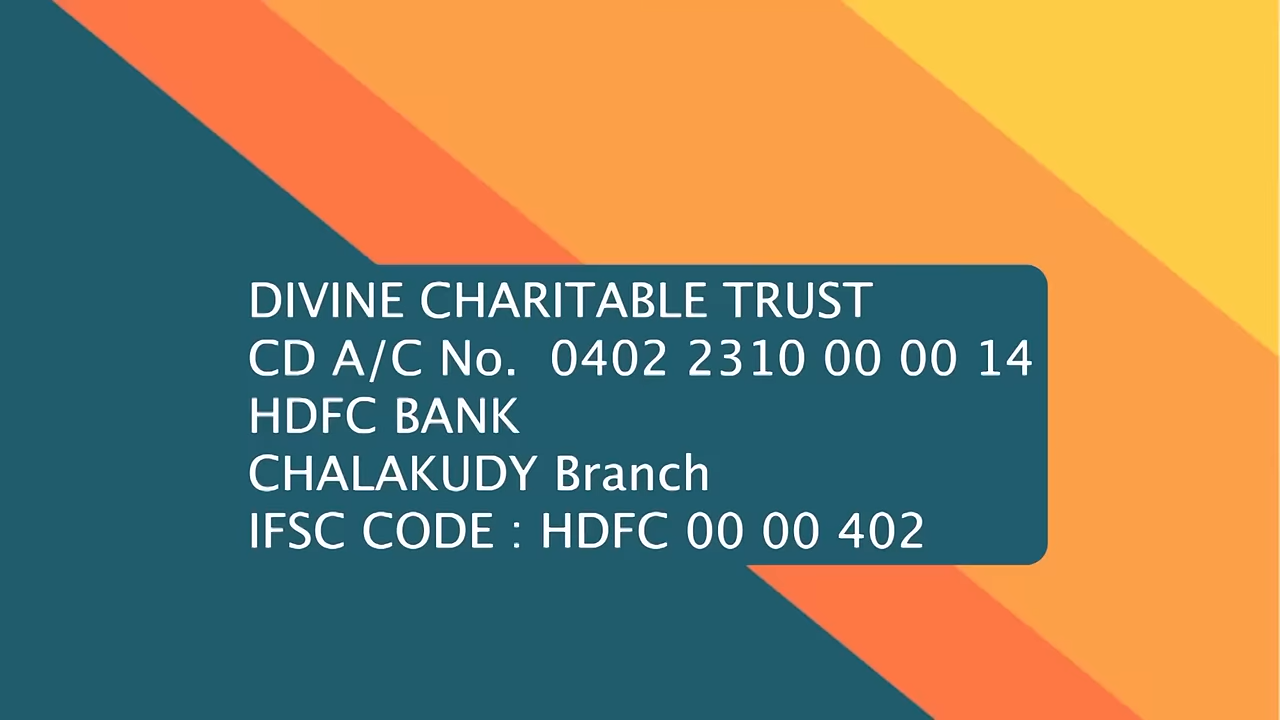 DIVINE CHARITABLE TRUST
CD A/C No. 0402 2310 00 00 14
HDFC BANK
CHALAKUDY Branch
IFSC CODE : HDFC 00 00 402